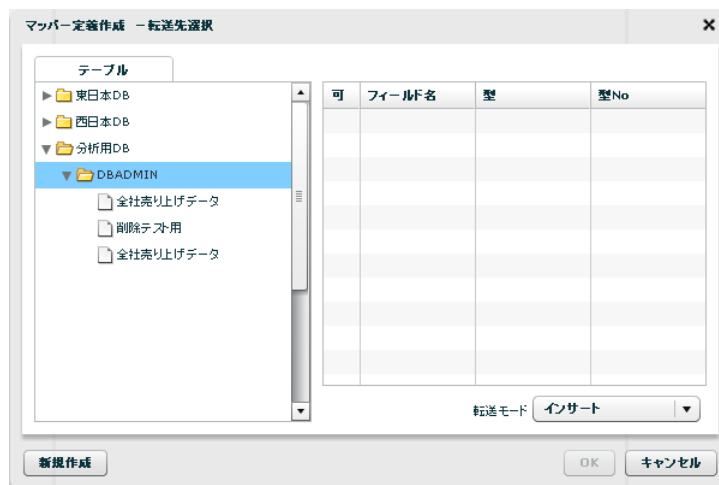 マッパー定義作成 －転送先選択
テーブル
東日本DB
西日本DB
分析用DB
DBADMIN
全社売り上げデータ
削除テスト用
全社売り上げデータ
可 フィールド名 型 型No
転送モード インサート
新規作成 OK キャンセル